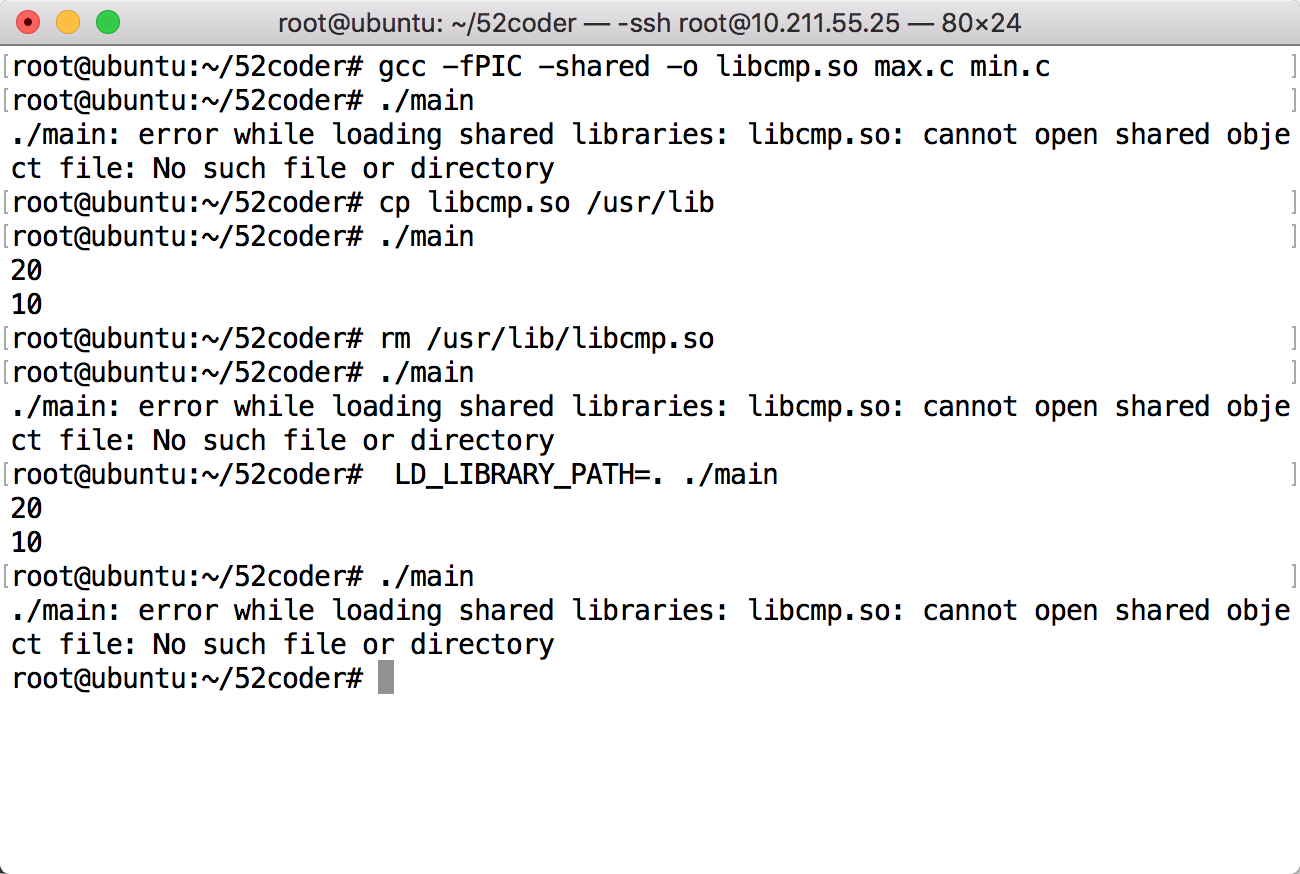 root@ubuntu: ~/52coder — -ssh root@10.211.55.25 — 80×24
[root@ubuntu:~/52coder# gcc -fPIC -shared -o libcmp.so max.c min.c ]
[root@ubuntu:~/52coder# ./main ]
./main: error while loading shared libraries: libcmp.so: cannot open shared obje
ct file: No such file or directory
[root@ubuntu:~/52coder# cp libcmp.so /usr/lib ]
[root@ubuntu:~/52coder# ./main ]
20
10
[root@ubuntu:~/52coder# rm /usr/lib/libcmp.so ]
[root@ubuntu:~/52coder# ./main ]
./main: error while loading shared libraries: libcmp.so: cannot open shared obje
ct file: No such file or directory
[root@ubuntu:~/52coder#  LD_LIBRARY_PATH=. ./main ]
20
10
[root@ubuntu:~/52coder# ./main ]
./main: error while loading shared libraries: libcmp.so: cannot open shared obje
ct file: No such file or directory
root@ubuntu:~/52coder#